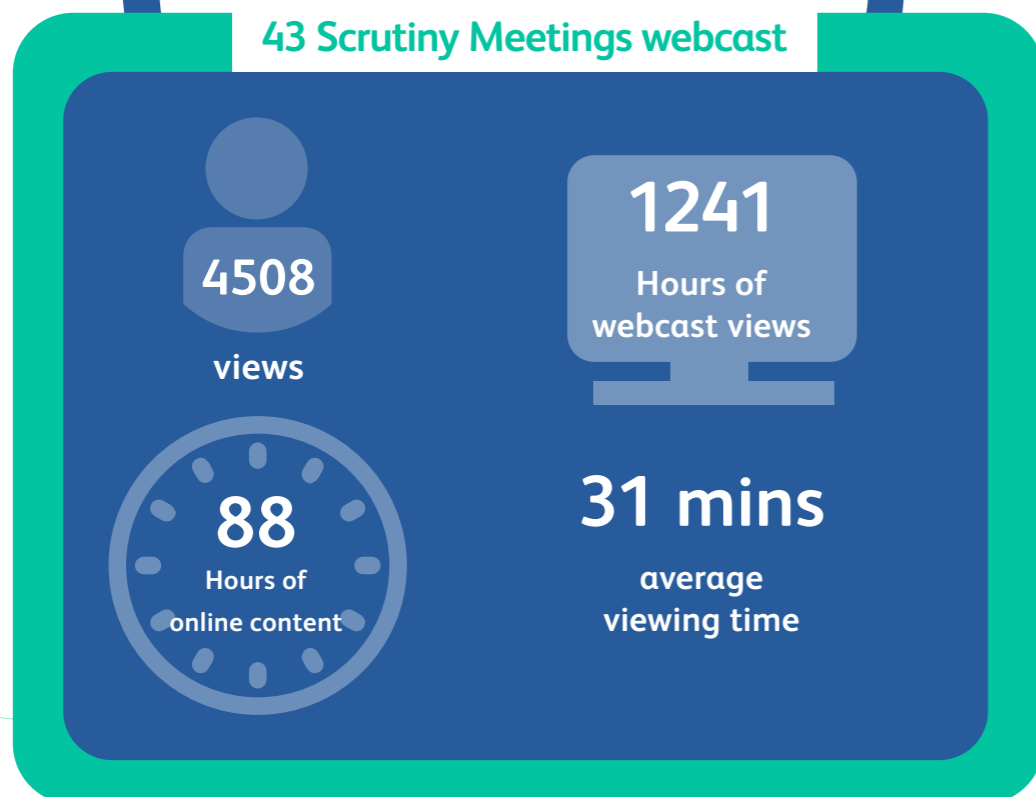 43 Scrutiny Meetings webcast
4508
views
1241
Hours of
webcast views
88
Hours of
online content
31 mins
average
viewing time